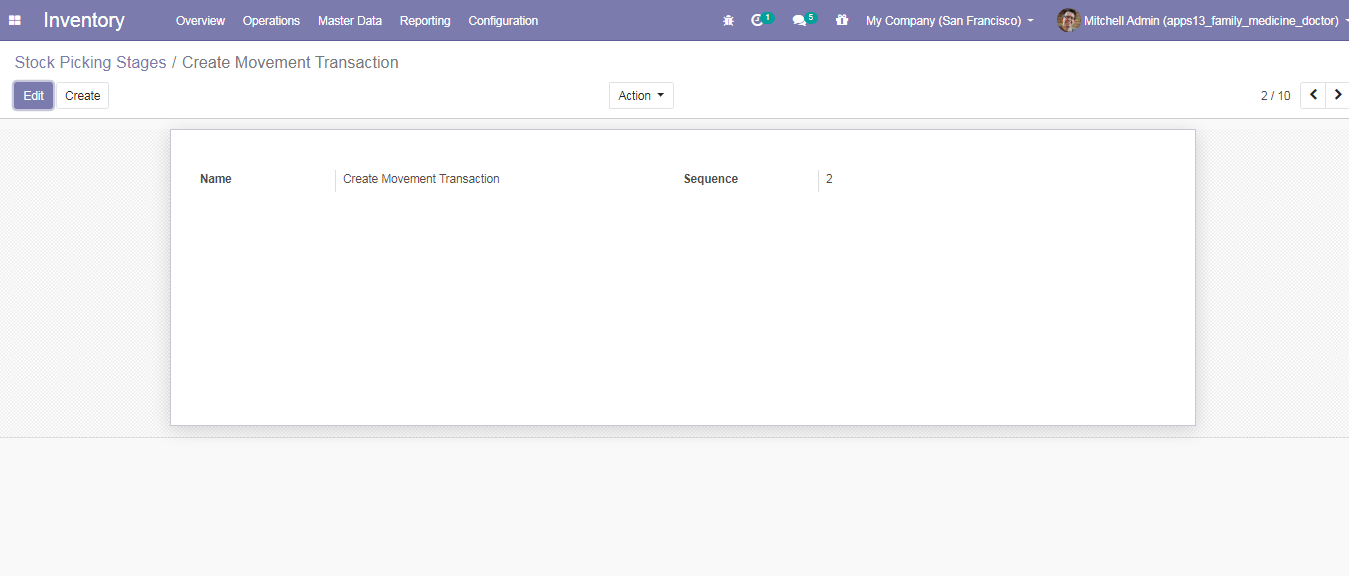 Inventory Overview Operations Master Data Reporting Configuration 1 5 My Company (San Francisco) Mitchell Admin (apps13_family_medicine_doctor)
Stock Picking Stages / Create Movement Transaction
Edit Create Action 2 / 10
Name Create Movement Transaction Sequence 2